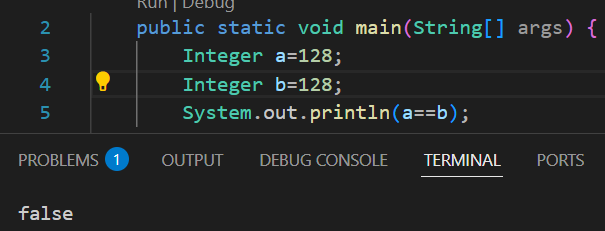 Run | Debug
2 public static void main(String[] args) {
3 Integer a=128;
4 Integer b=128;
5 System.out.println(a==b);
PROBLEMS 1 OUTPUT DEBUG CONSOLE TERMINAL PORTS
false